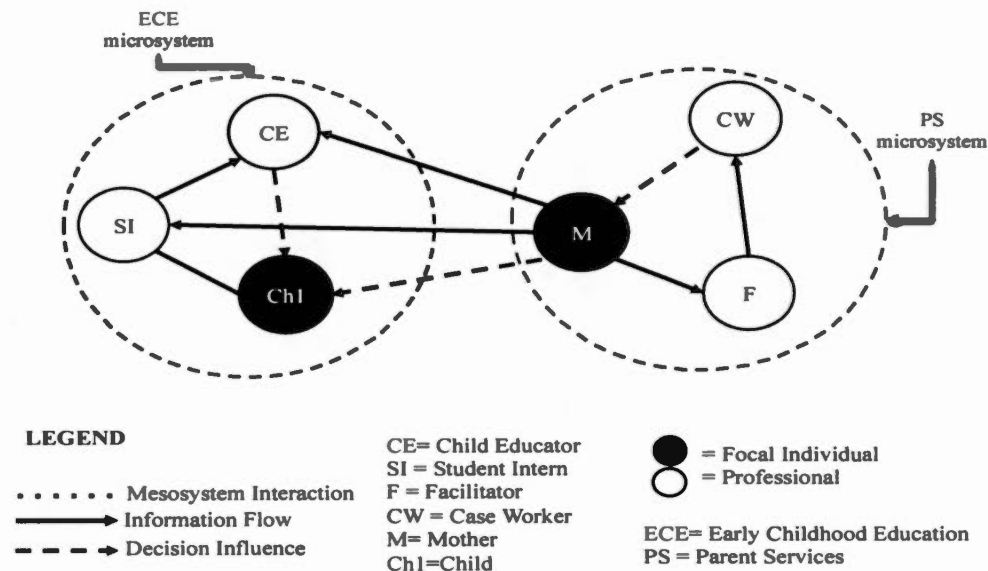 ECE
microsystem
CE
CW
PS
microsystem
SI
M
Ch1
F
LEGEND
Mesosystem Interaction
Information Flow
Decision Influence
CE= Child Educator
SI = Student Intern
F = Facilitator
CW = Case Worker
M= Mother
Ch1=Child
= Focal Individual
= Professional
ECE= Early Childhood Education
PS = Parent Services